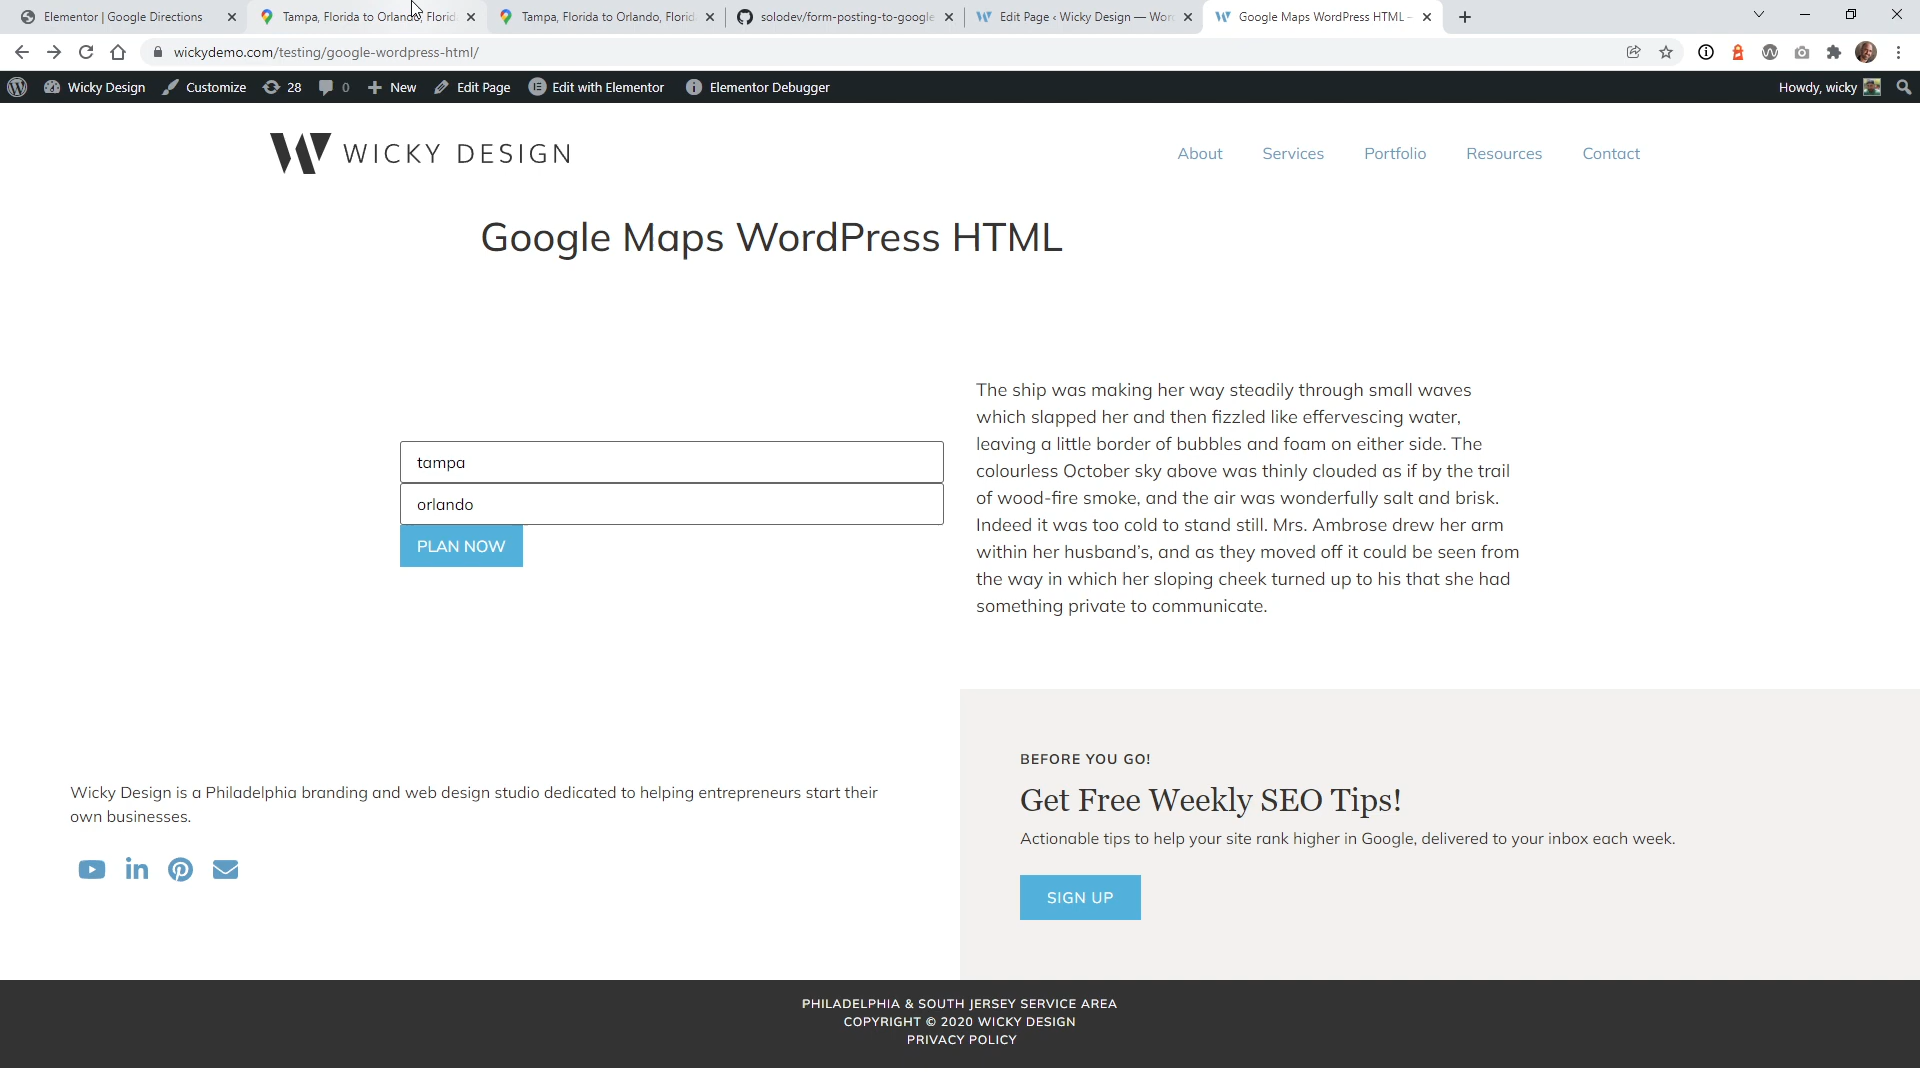 Elementor | Google Directions
Tampa, Florida to Orlando, Florid
Tampa, Florida to Orlando, Florid
solodev/form-posting-to-google
Edit Page ‹ Wicky Design — Wor
Google Maps WordPress HTML –
wickydemo.com/testing/google-wordpress-html/
Wicky Design
Customize
28
0
New
Edit Page
Edit with Elementor
Elementor Debugger
Howdy, wicky
WICKY DESIGN
About
Services
Portfolio
Resources
Contact
Google Maps WordPress HTML
tampa
orlando
PLAN NOW
The ship was making her way steadily through small waves
which slapped her and then fizzled like effervescing water,
leaving a little border of bubbles and foam on either side. The
colourless October sky above was thinly clouded as if by the trail
of wood-fire smoke, and the air was wonderfully salt and brisk.
Indeed it was too cold to stand still. Mrs. Ambrose drew her arm
within her husband’s, and as they moved off it could be seen from
the way in which her sloping cheek turned up to his that she had
something private to communicate.
Wicky Design is a Philadelphia branding and web design studio dedicated to helping entrepreneurs start their
own businesses.
BEFORE YOU GO!
Get Free Weekly SEO Tips!
Actionable tips to help your site rank higher in Google, delivered to your inbox each week.
SIGN UP
PHILADELPHIA & SOUTH JERSEY SERVICE AREA
COPYRIGHT © 2020 WICKY DESIGN
PRIVACY POLICY